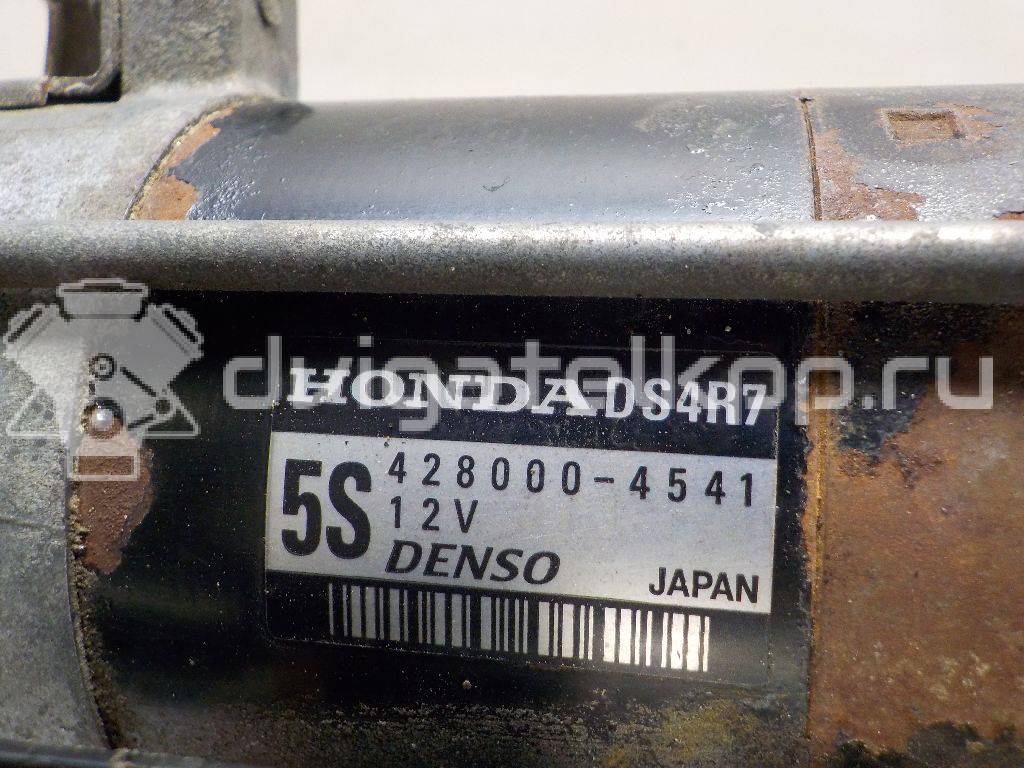 dvigatelkop.ru
HONDA DS4R7
5S 428000-4541
12V
DENSO
JAPAN